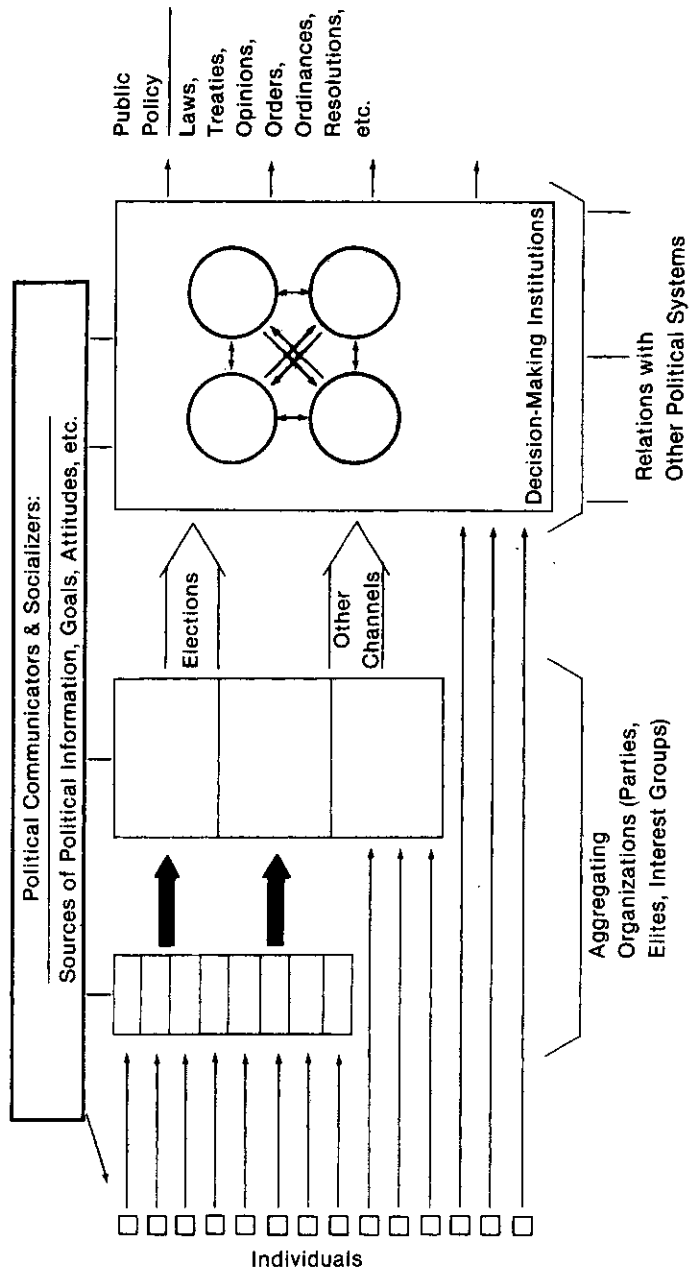 Political Communicators & Socializers:
Sources of Political Information, Goals, Attitudes, etc.
Individuals
Elections
Other
Channels
Decision-Making Institutions
Public
Policy
Laws,
Treaties,
Opinions,
Orders,
Ordinances,
Resolutions,
etc.
Aggregating
Organizations (Parties,
Elites, Interest Groups)
Relations with
Other Political Systems